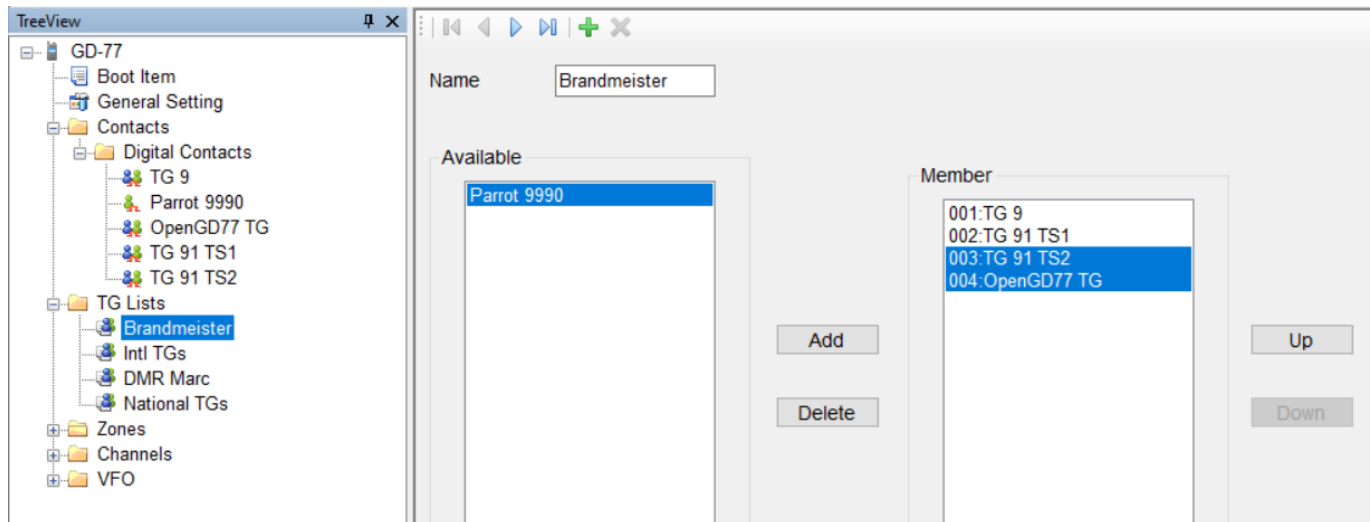 TreeView
GD-77
Boot Item
General Setting
Contacts
Digital Contacts
TG 9
Parrot 9990
OpenGD77 TG
TG 91 TS1
TG 91 TS2
TG Lists
Brandmeister
Intl TGs
DMR Marc
National TGs
Zones
Channels
VFO
Name Brandmeister
Available
Parrot 9990
Add
Delete
Member
001:TG 9
002:TG 91 TS1
003:TG 91 TS2
004:OpenGD77 TG
Up
Down